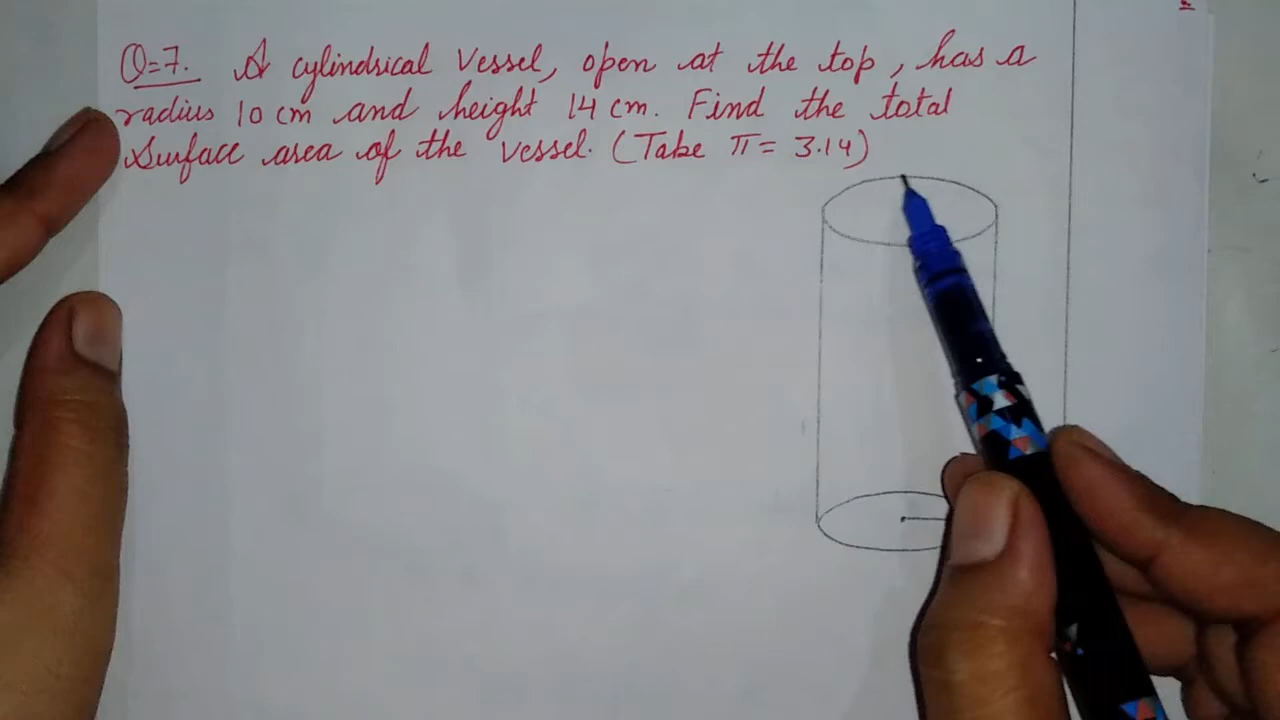 Q=7. A cylindrical vessel, open at the top, has a
radius 10 cm and height 14 cm. Find the total
surface area of the vessel. (Take π = 3.14)